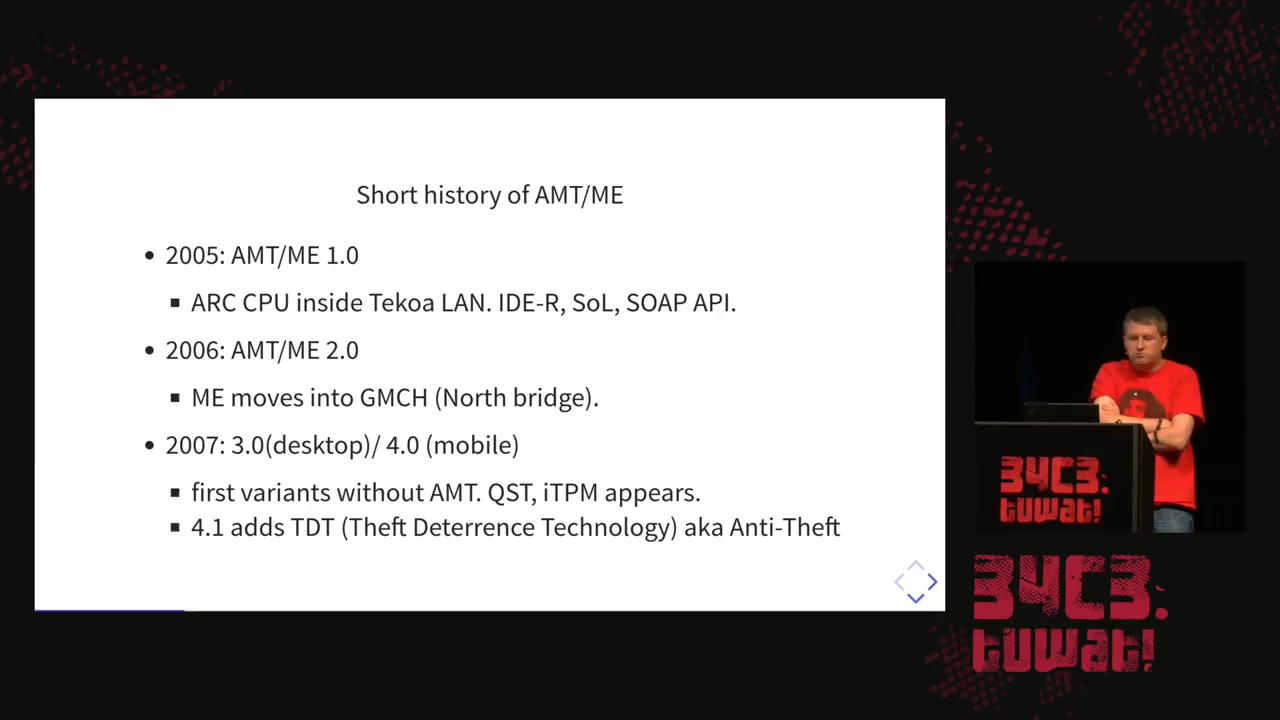 Short history of AMT/ME
• 2005: AMT/ME 1.0
▪ ARC CPU inside Tekoa LAN. IDE-R, SoL, SOAP API.
• 2006: AMT/ME 2.0
▪ ME moves into GMCH (North bridge).
• 2007: 3.0(desktop)/ 4.0 (mobile)
▪ first variants without AMT. QST, iTPM appears.
▪ 4.1 adds TDT (Theft Deterrence Technology) aka Anti-Theft
34C3.
tuwat!
34C3.
tuwat!